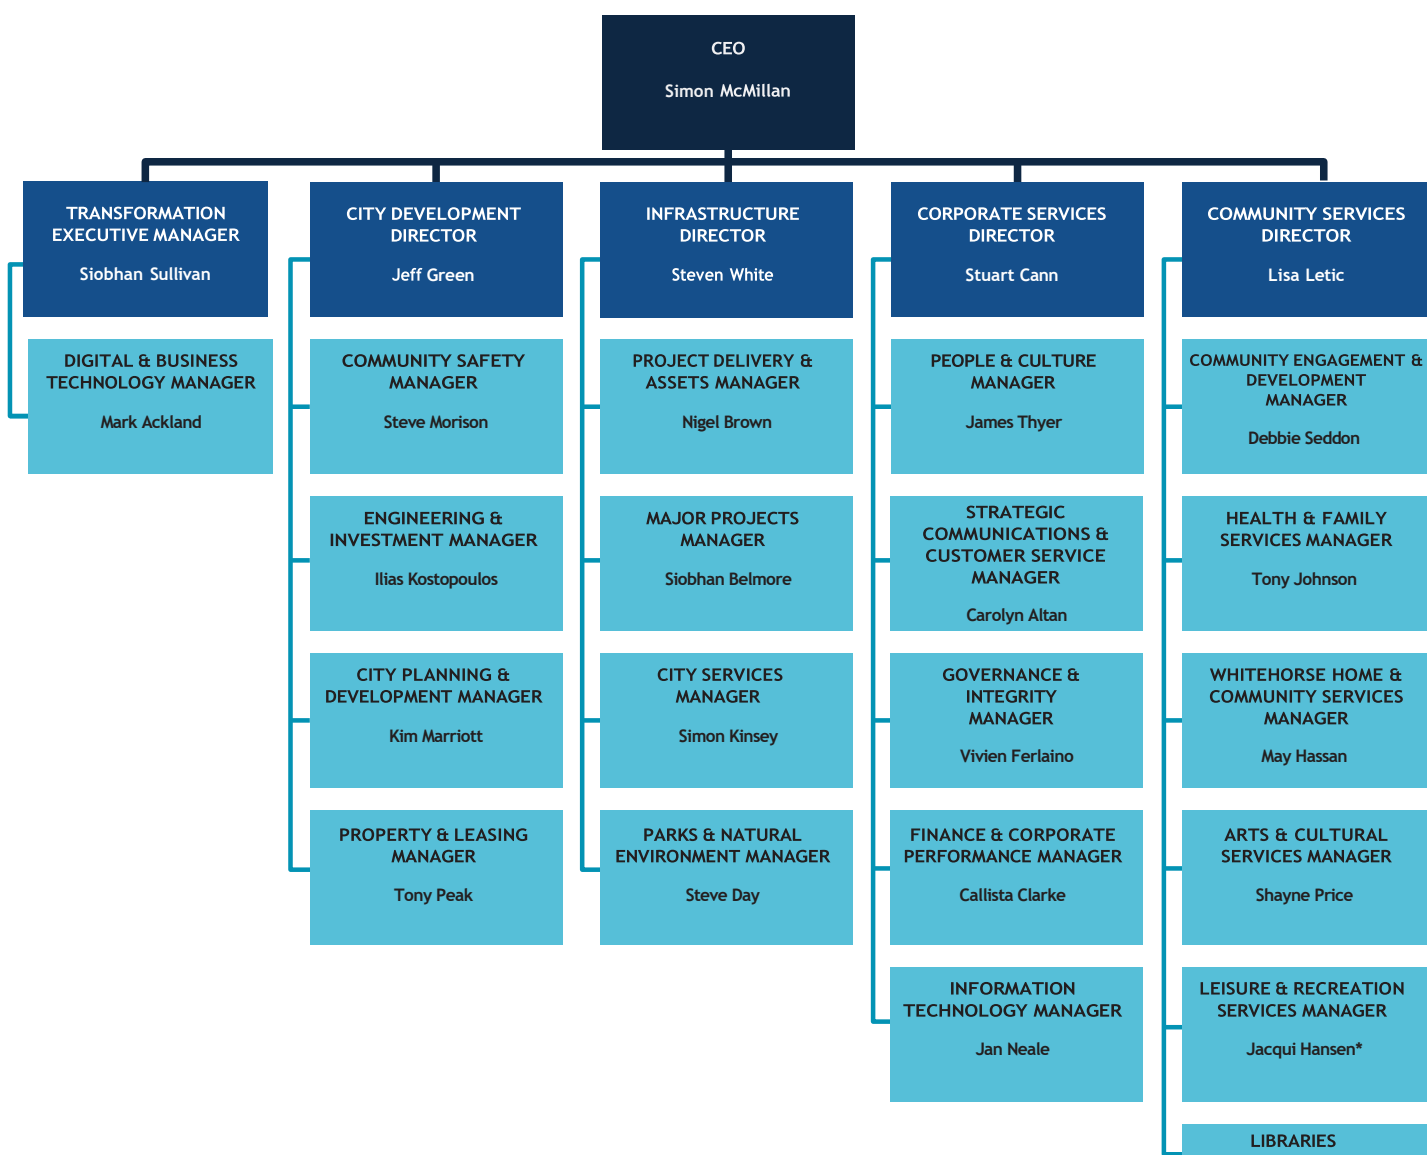 CEO
Simon McMillan
TRANSFORMATION
EXECUTIVE MANAGER
Siobhan Sullivan
DIGITAL & BUSINESS
TECHNOLOGY MANAGER
Mark Ackland
CITY DEVELOPMENT
DIRECTOR
Jeff Green
COMMUNITY SAFETY
MANAGER
Steve Morison
ENGINEERING &
INVESTMENT MANAGER
Ilias Kostopoulos
CITY PLANNING &
DEVELOPMENT MANAGER
Kim Marriott
PROPERTY & LEASING
MANAGER
Tony Peak
INFRASTRUCTURE
DIRECTOR
Steven White
PROJECT DELIVERY &
ASSETS MANAGER
Nigel Brown
MAJOR PROJECTS
MANAGER
Siobhan Belmore
CITY SERVICES
MANAGER
Simon Kinsey
PARKS & NATURAL
ENVIRONMENT MANAGER
Steve Day
CORPORATE SERVICES
DIRECTOR
Stuart Cann
PEOPLE & CULTURE
MANAGER
James Thyer
STRATEGIC
COMMUNICATIONS &
CUSTOMER SERVICE
MANAGER
Carolyn Altan
GOVERNANCE &
INTEGRITY
MANAGER
Vivien Ferlaino
FINANCE & CORPORATE
PERFORMANCE MANAGER
Callista Clarke
INFORMATION
TECHNOLOGY MANAGER
Jan Neale
COMMUNITY SERVICES
DIRECTOR
Lisa Letic
COMMUNITY ENGAGEMENT &
DEVELOPMENT
MANAGER
Debbie Seddon
HEALTH & FAMILY
SERVICES MANAGER
Tony Johnson
WHITEHORSE HOME &
COMMUNITY SERVICES
MANAGER
May Hassan
ARTS & CULTURAL
SERVICES MANAGER
Shayne Price
LEISURE & RECREATION
SERVICES MANAGER
Jacqui Hansen*
LIBRARIES